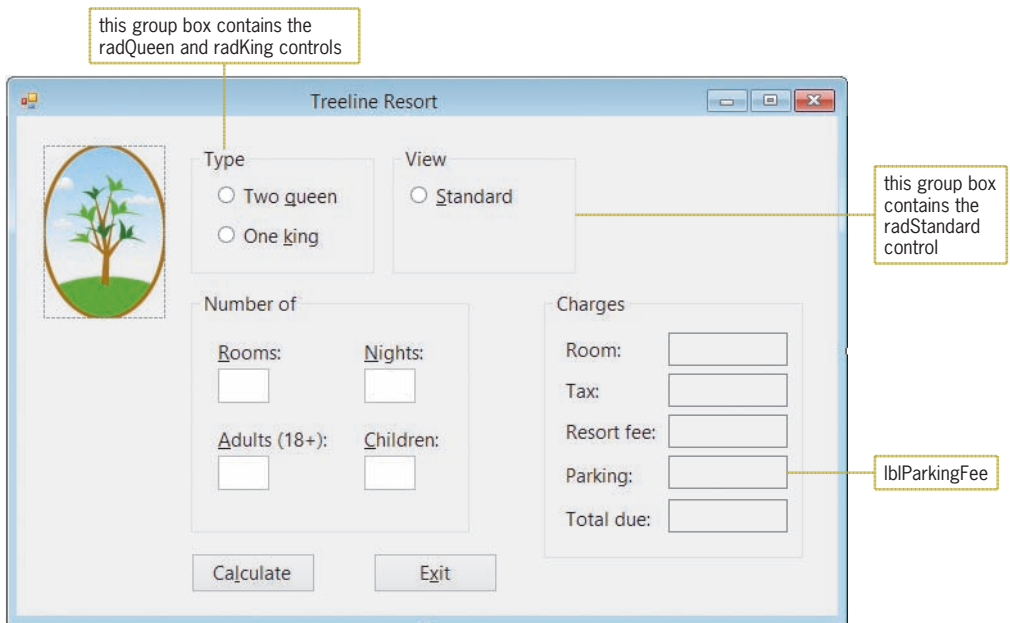 this group box contains the
radQueen and radKing controls
Treeline Resort
Type
View
Two queen
Standard
One king
this group box
contains the
radStandard
control
Number of
Charges
Rooms:
Nights:
Room:
Tax:
Adults (18+):
Children:
Resort fee:
Parking:
lblParkingFee
Total due:
Calculate
Exit